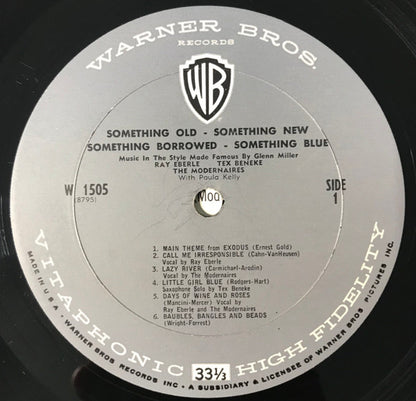 WARNER BROS.
RECORDS
WB
SOMETHING OLD - SOMETHING NEW
SOMETHING BORROWED - SOMETHING BLUE
Music In The Style Made Famous By Glenn Miller
RAY EBERLE TEX BENEKE
THE MODERNAIRES
With Paula Kelly
W 1505 SIDE
(8795) 1
1. MAIN THEME from EXODUS (Ernest Gold)
2. CALL ME IRRESPONSIBLE (Cahn-VanHeusen)
Vocal by Ray Eberle
3. LAZY RIVER (Carmichael-Arodin)
Vocal by The Modernaires
4. LITTLE GIRL BLUE (Rodgers-Hart)
Saxophone Solo by Tex Beneke
5. DAYS OF WINE AND ROSES
(Mancini-Mercer) Vocal by
Ray Eberle and The Modernaires
6. BAUBLES, BANGLES AND BEADS
(Wright-Forrest)
VITAPHONIC 33⅓ HIGH FIDELITY
MADE IN U.S.A. • WARNER BROS. RECORDS INC. • A SUBSIDIARY & LICENSEE OF WARNER BROS. PICTURES INC.